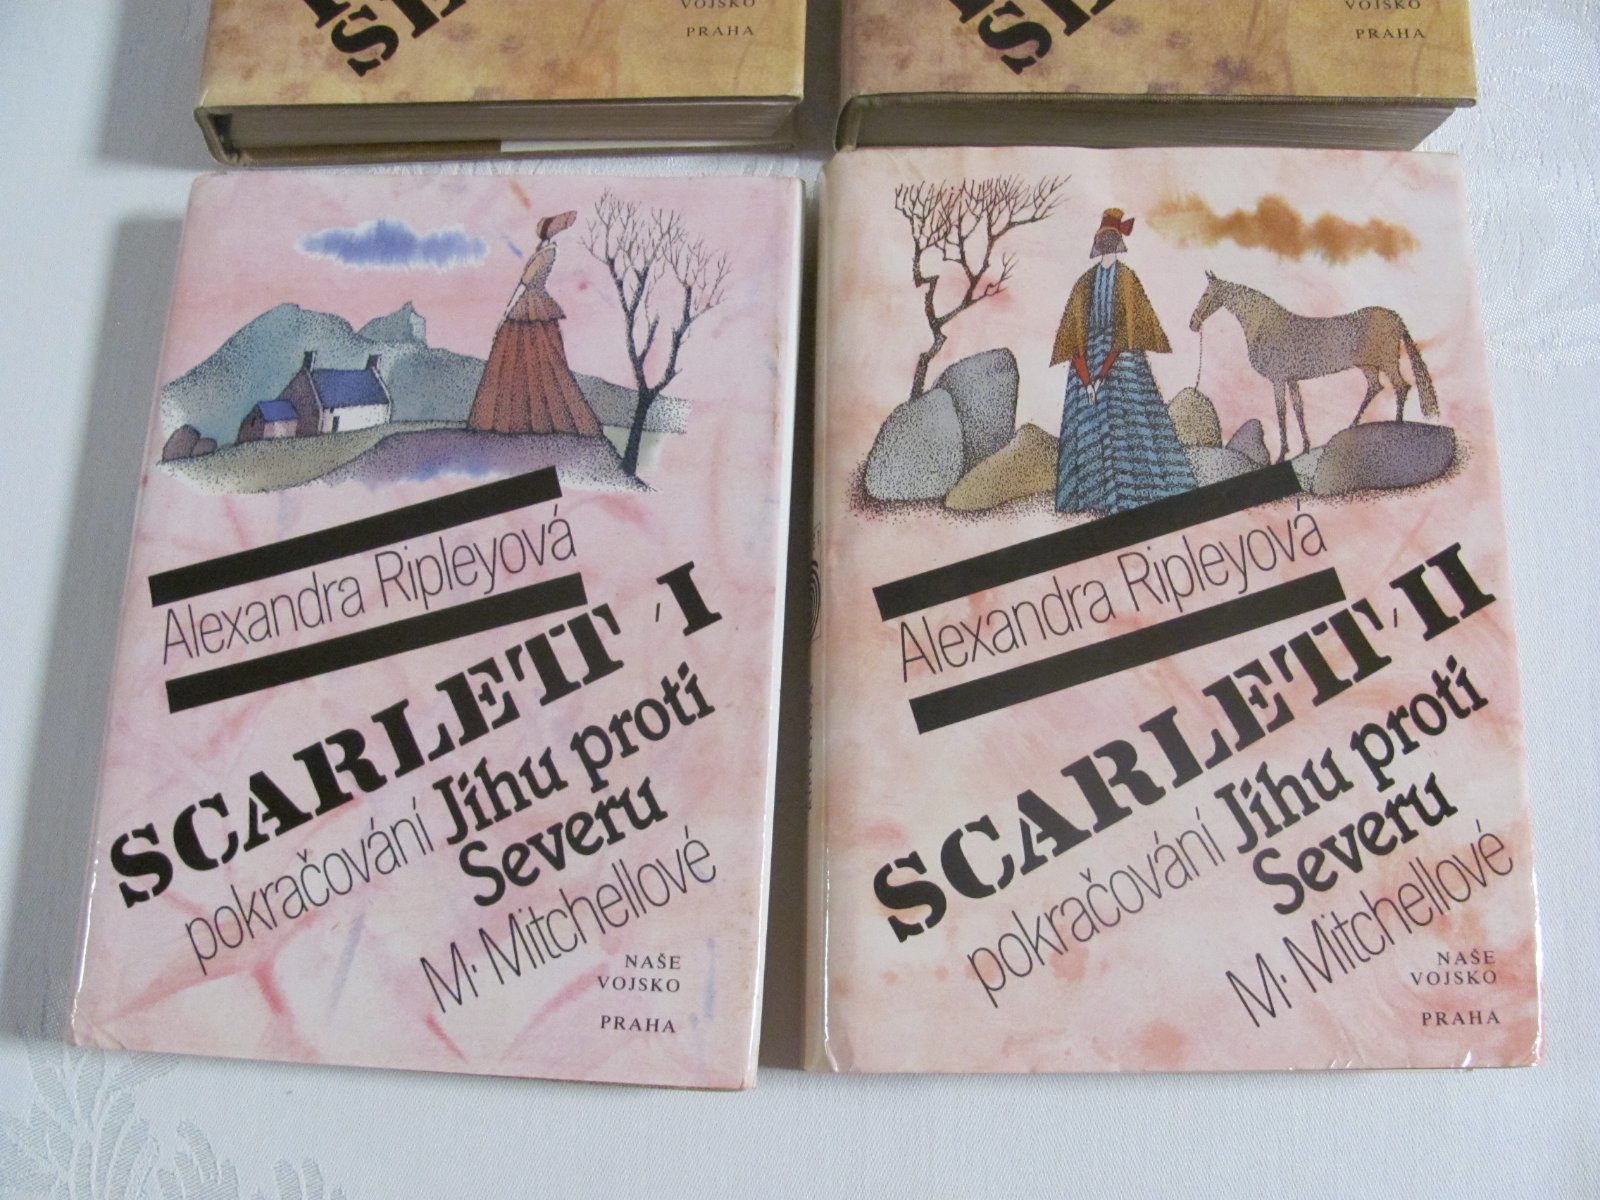 VOJSKO
PRAHA
VOJSKO
PRAHA
Alexandra Ripleyová
SCARLETT I
pokračování Jihu proti
Severu
M. Mitchellové
NAŠE
VOJSKO
PRAHA
Alexandra Ripleyová
SCARLETT II
pokračování Jihu proti
Severu
M. Mitchellové
NAŠE
VOJSKO
PRAHA